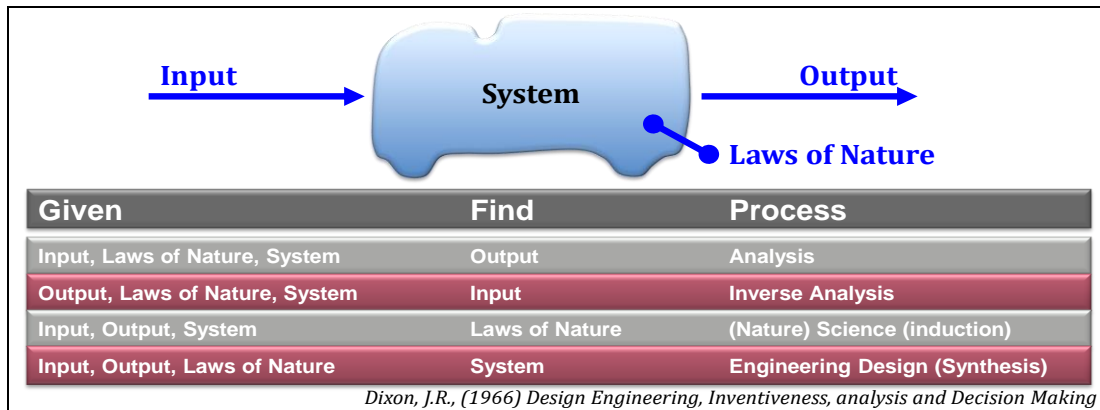 Input
System
Output
Laws of Nature
Given Find Process
Input, Laws of Nature, System Output Analysis
Output, Laws of Nature, System Input Inverse Analysis
Input, Output, System Laws of Nature (Nature) Science (induction)
Input, Output, Laws of Nature System Engineering Design (Synthesis)
Dixon, J.R., (1966) Design Engineering, Inventiveness, analysis and Decision Making